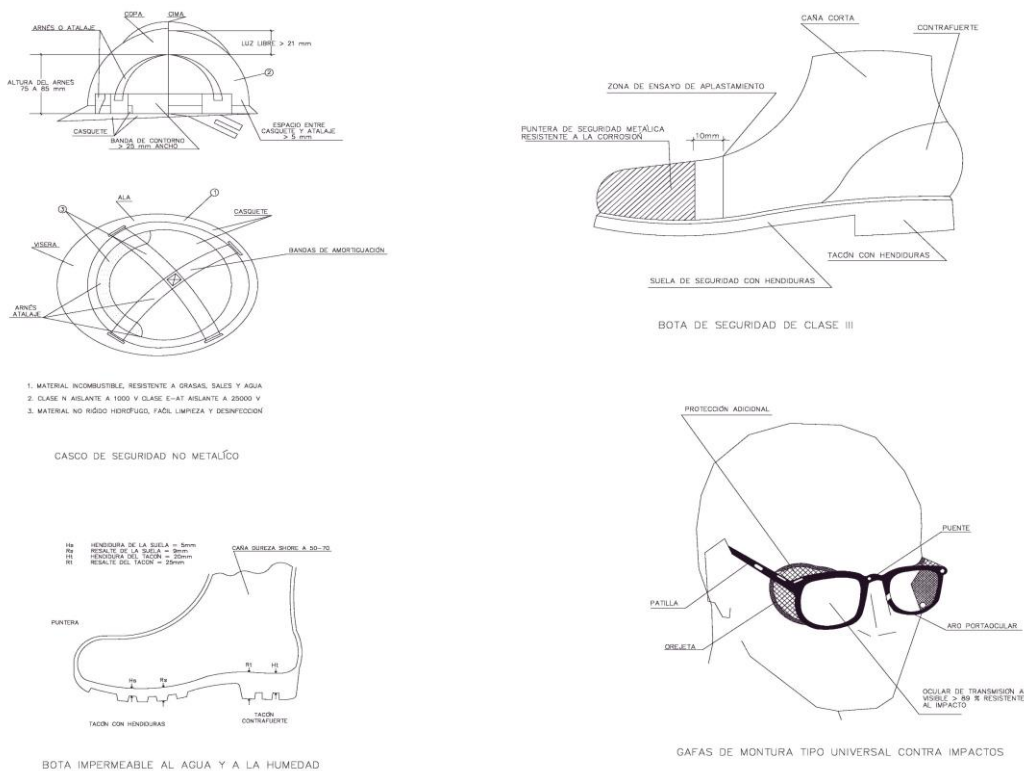 COPA
CIMA
ARNÉS O ATALAJE
LUZ LIBRE > 21 mm
2
ALTURA DEL ARNÉS
75 A 85 mm
CASQUETE
BANDA DE CONTORNO
> 25 mm ANCHO
ESPACIO ENTRE
CASQUETE Y ATALAJE
> 5 mm
1
3
ALA
CASQUETE
VISERA
BANDAS DE AMORTIGUACIÓN
ARNÉS
ATALAJE
1. MATERIAL INCOMBUSTIBLE, RESISTENTE A GRASAS, SALES Y AGUA
2. CLASE N AISLANTE A 1000 V CLASE E-AT AISLANTE A 25000 V
3. MATERIAL NO RIGÍDO HIDRÓFUGO, FACÍL LIMPIEZA Y DESINFECCION
CASCO DE SEGURIDAD NO METALÍCO
CAÑA CORTA
CONTRAFUERTE
ZONA DE ENSAYO DE APLASTAMIENTO
PUNTERA DE SEGURIDAD METÁLICA
RESISTENTE A LA CORROSIÓN
10mm
TACÓN CON HENDIDURAS
SUELA DE SEGURIDAD CON HENDIDURAS
BOTA DE SEGURIDAD DE CLASE III
Hs HENDIDURA DE LA SUELA = 5mm
Rs RESALTE DE LA SUELA = 9mm
Ht HENDIDURA DEL TACÓN = 20mm
Rt RESALTE DEL TACÓN = 25mm
CAÑA DUREZA SHORE A 50-70
PUNTERA
Rt
Ht
Hs
Rs
TACÓN CON HENDIDURAS
TACÓN
CONTRAFUERTE
BOTA IMPERMEABLE AL AGUA Y A LA HUMEDAD
PROTECCIÓN ADICIONAL
PUENTE
PATILLA
OREJETA
ARO PORTAOCULAR
OCULAR DE TRANSMISIÓN A
VISIBLE > 89 % RESISTENTE
AL IMPACTO
GAFAS DE MONTURA TIPO UNIVERSAL CONTRA IMPACTOS